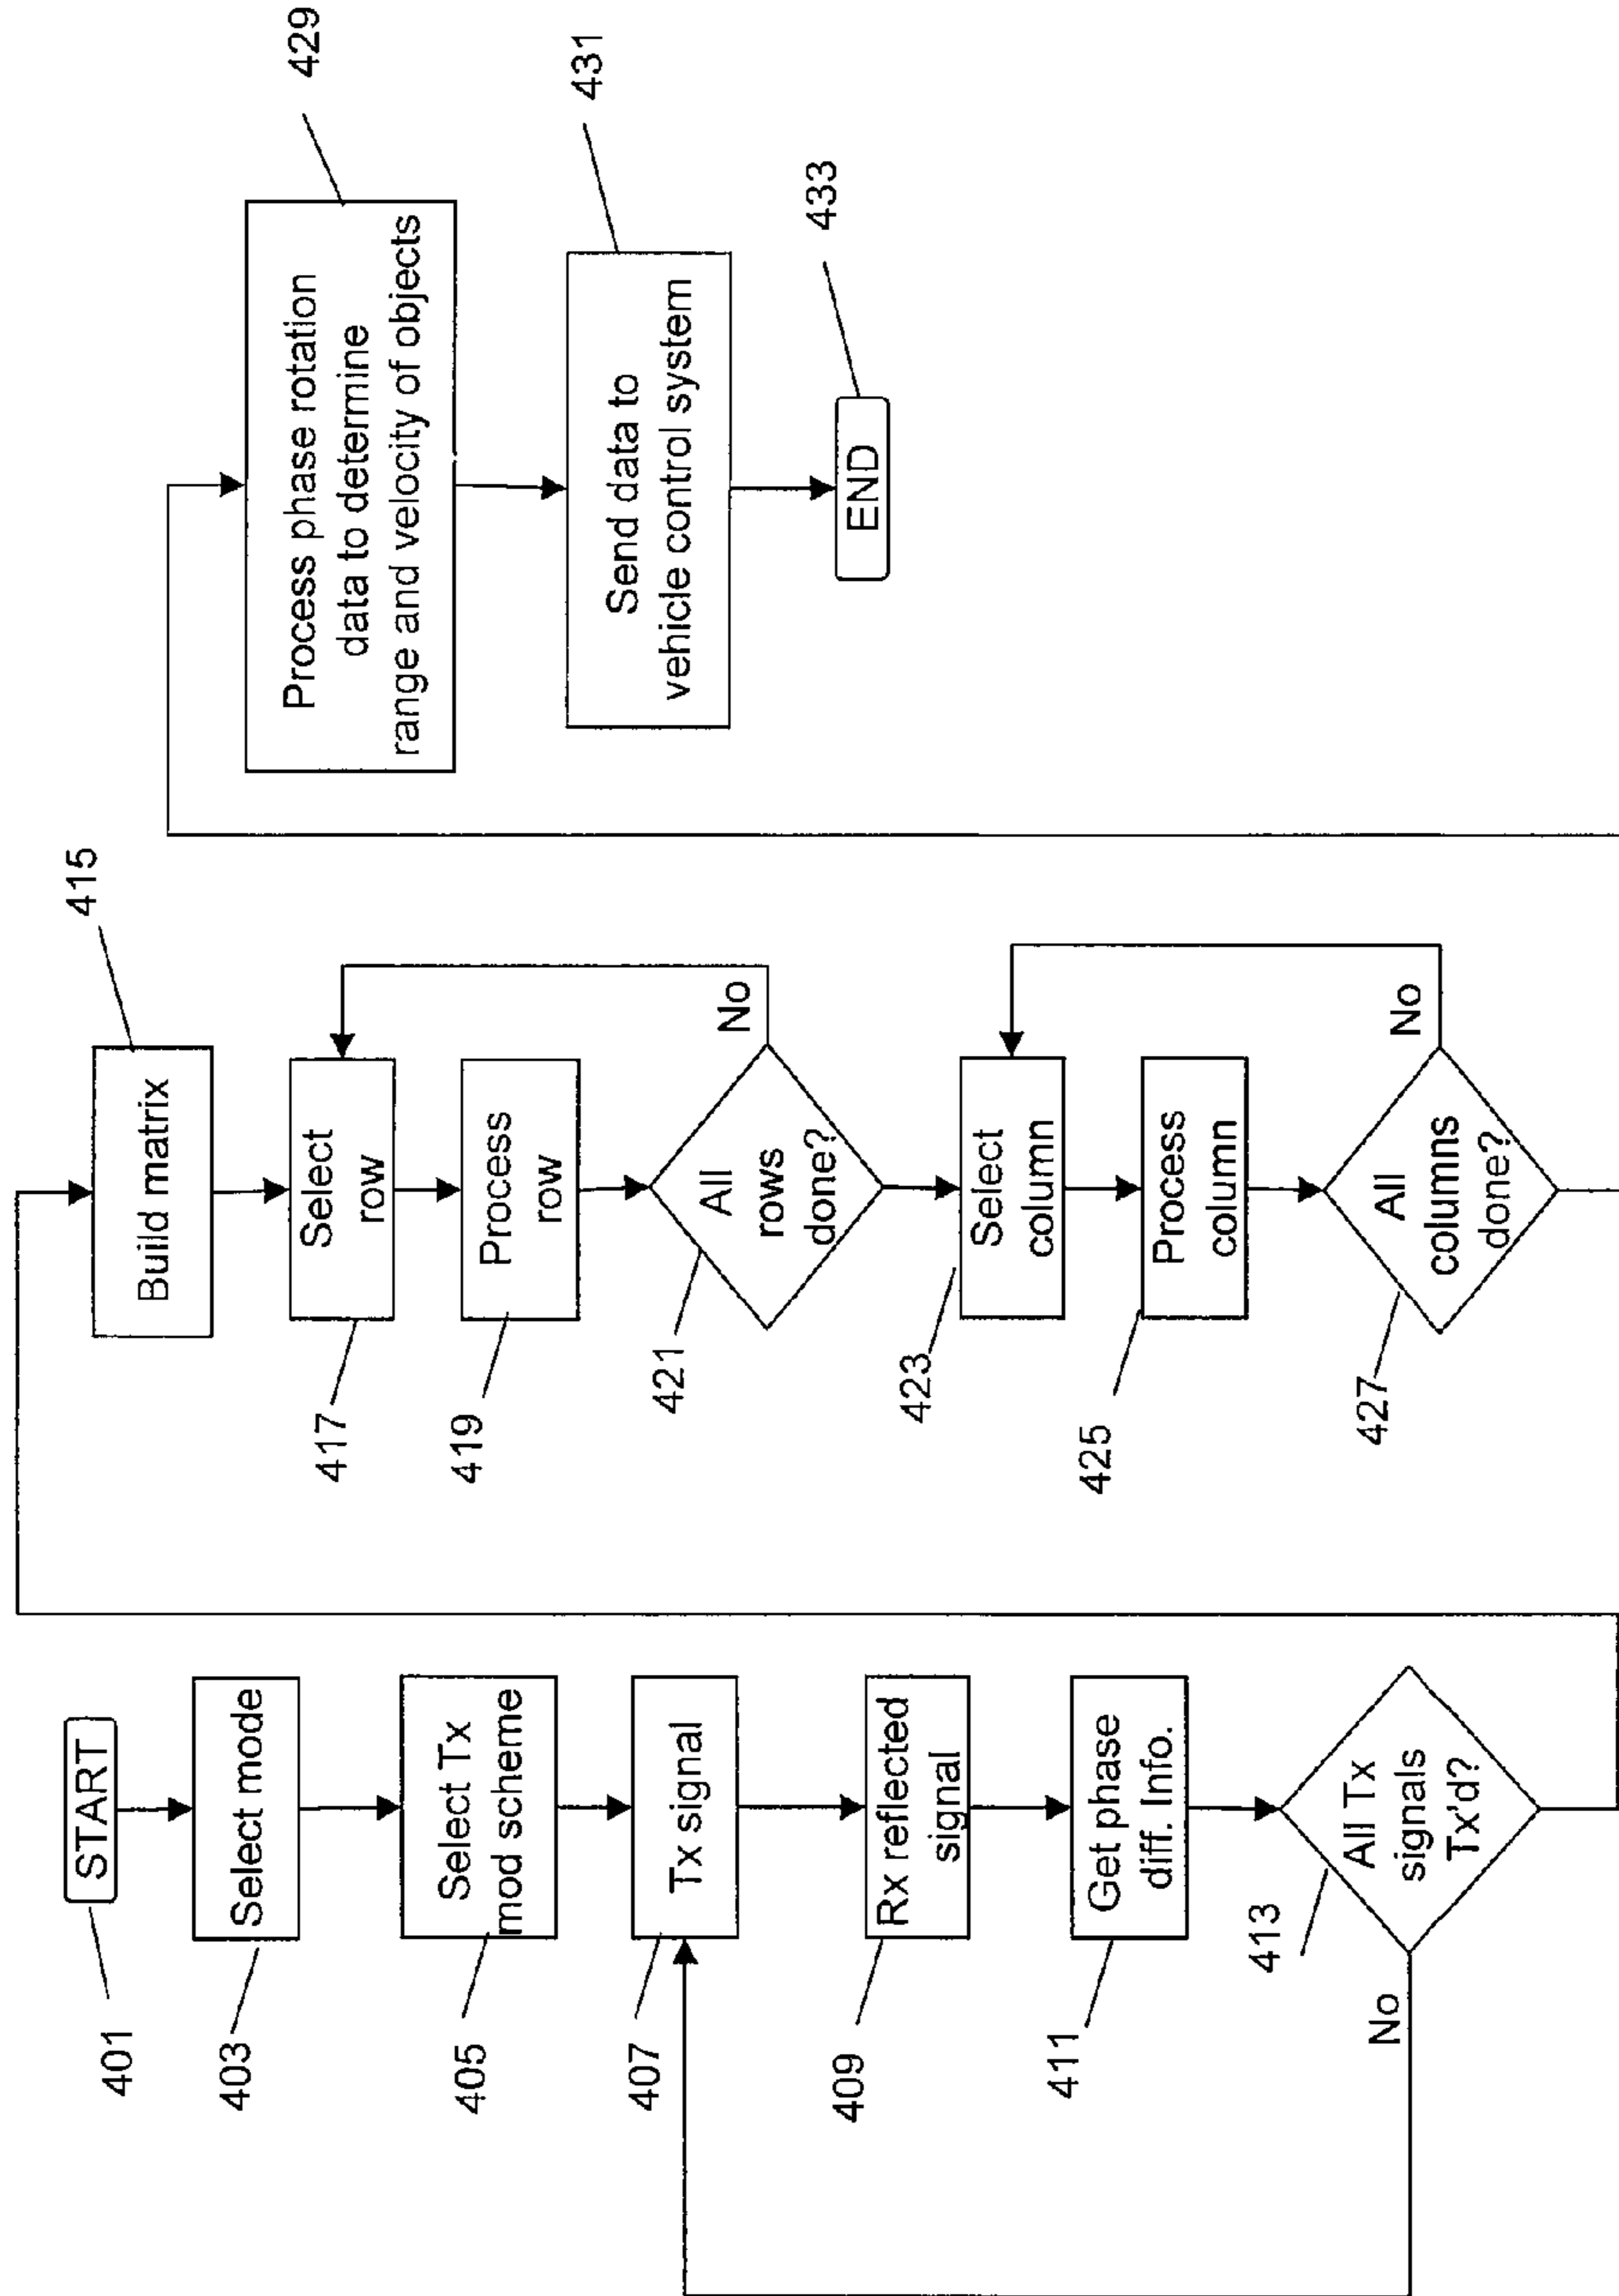 START
401
Select mode
403
Select Tx
mod scheme
405
Tx signal
407
Rx reflected
signal
409
Get phase
diff. Info.
411
All Tx
signals
Tx'd?
413
No
Build matrix
415
Select
row
417
Process
row
419
All
rows
done?
421
No
Select
column
423
Process
column
425
All
columns
done?
427
No
Process phase rotation
data to determine
range and velocity of objects
429
Send data to
vehicle control system
431
END
433